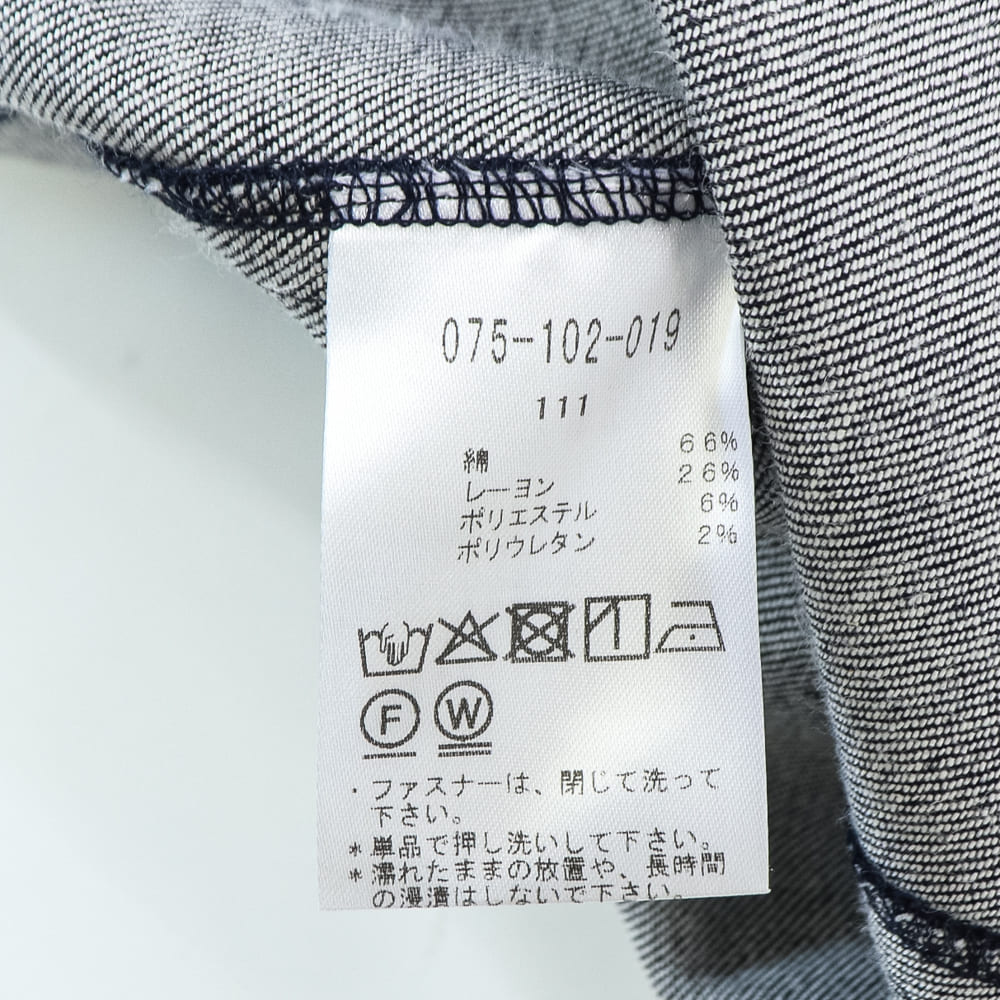 075-102-019
111
綿 66%
レーヨン 26%
ポリエステル 6%
ポリウレタン 2%
F W
・ファスナーは、閉じて洗って
下さい。
*単品で押し洗いして下さい。
*濡れたままの放置や、長時間
の浸漬はしないで下さい。